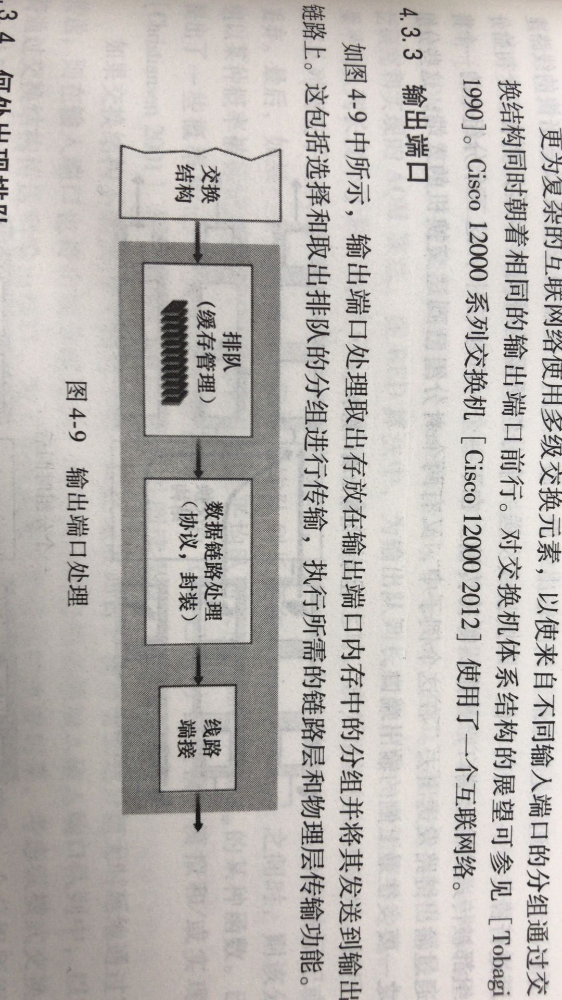 更为复杂的互联网络使用多级交换元素，以使来自不同输入端口的分组通过交
换结构同时朝着相同的输出端口前行。对交换机体系结构的展望可参见［Tobagi
1990］。Cisco 12000 系列交换机［Cisco 12000 2012］使用了一个互联网络。
4.3.3 输出端口
如图 4-9 中所示，输出端口处理取出存放在输出端口内存中的分组并将其发送到输出
链路上。这包括选择和取出排队的分组进行传输，执行所需的链路层和物理层传输功能。
交换
结构
排队
（缓存管理）
数据链路处理
（协议，封装）
线路
端接
图 4-9 输出端口处理
3.4 何处出现排队